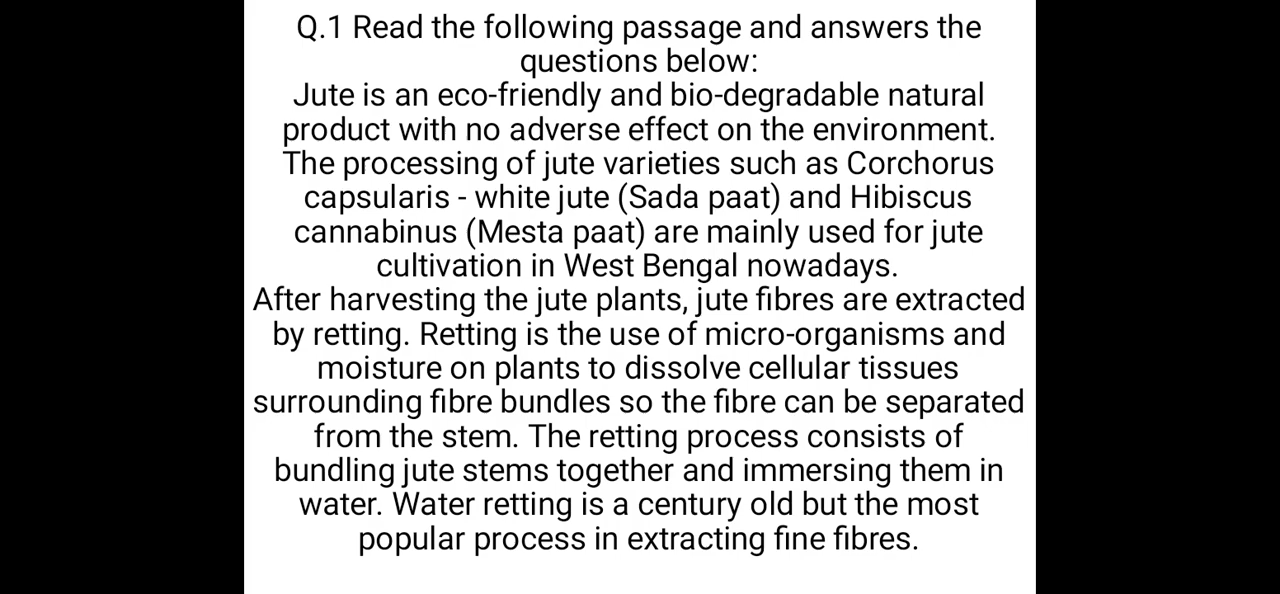 Q.1 Read the following passage and answers the
questions below:
Jute is an eco-friendly and bio-degradable natural
product with no adverse effect on the environment.
The processing of jute varieties such as Corchorus
capsularis - white jute (Sada paat) and Hibiscus
cannabinus (Mesta paat) are mainly used for jute
cultivation in West Bengal nowadays.
After harvesting the jute plants, jute fibres are extracted
by retting. Retting is the use of micro-organisms and
moisture on plants to dissolve cellular tissues
surrounding fibre bundles so the fibre can be separated
from the stem. The retting process consists of
bundling jute stems together and immersing them in
water. Water retting is a century old but the most
popular process in extracting fine fibres.